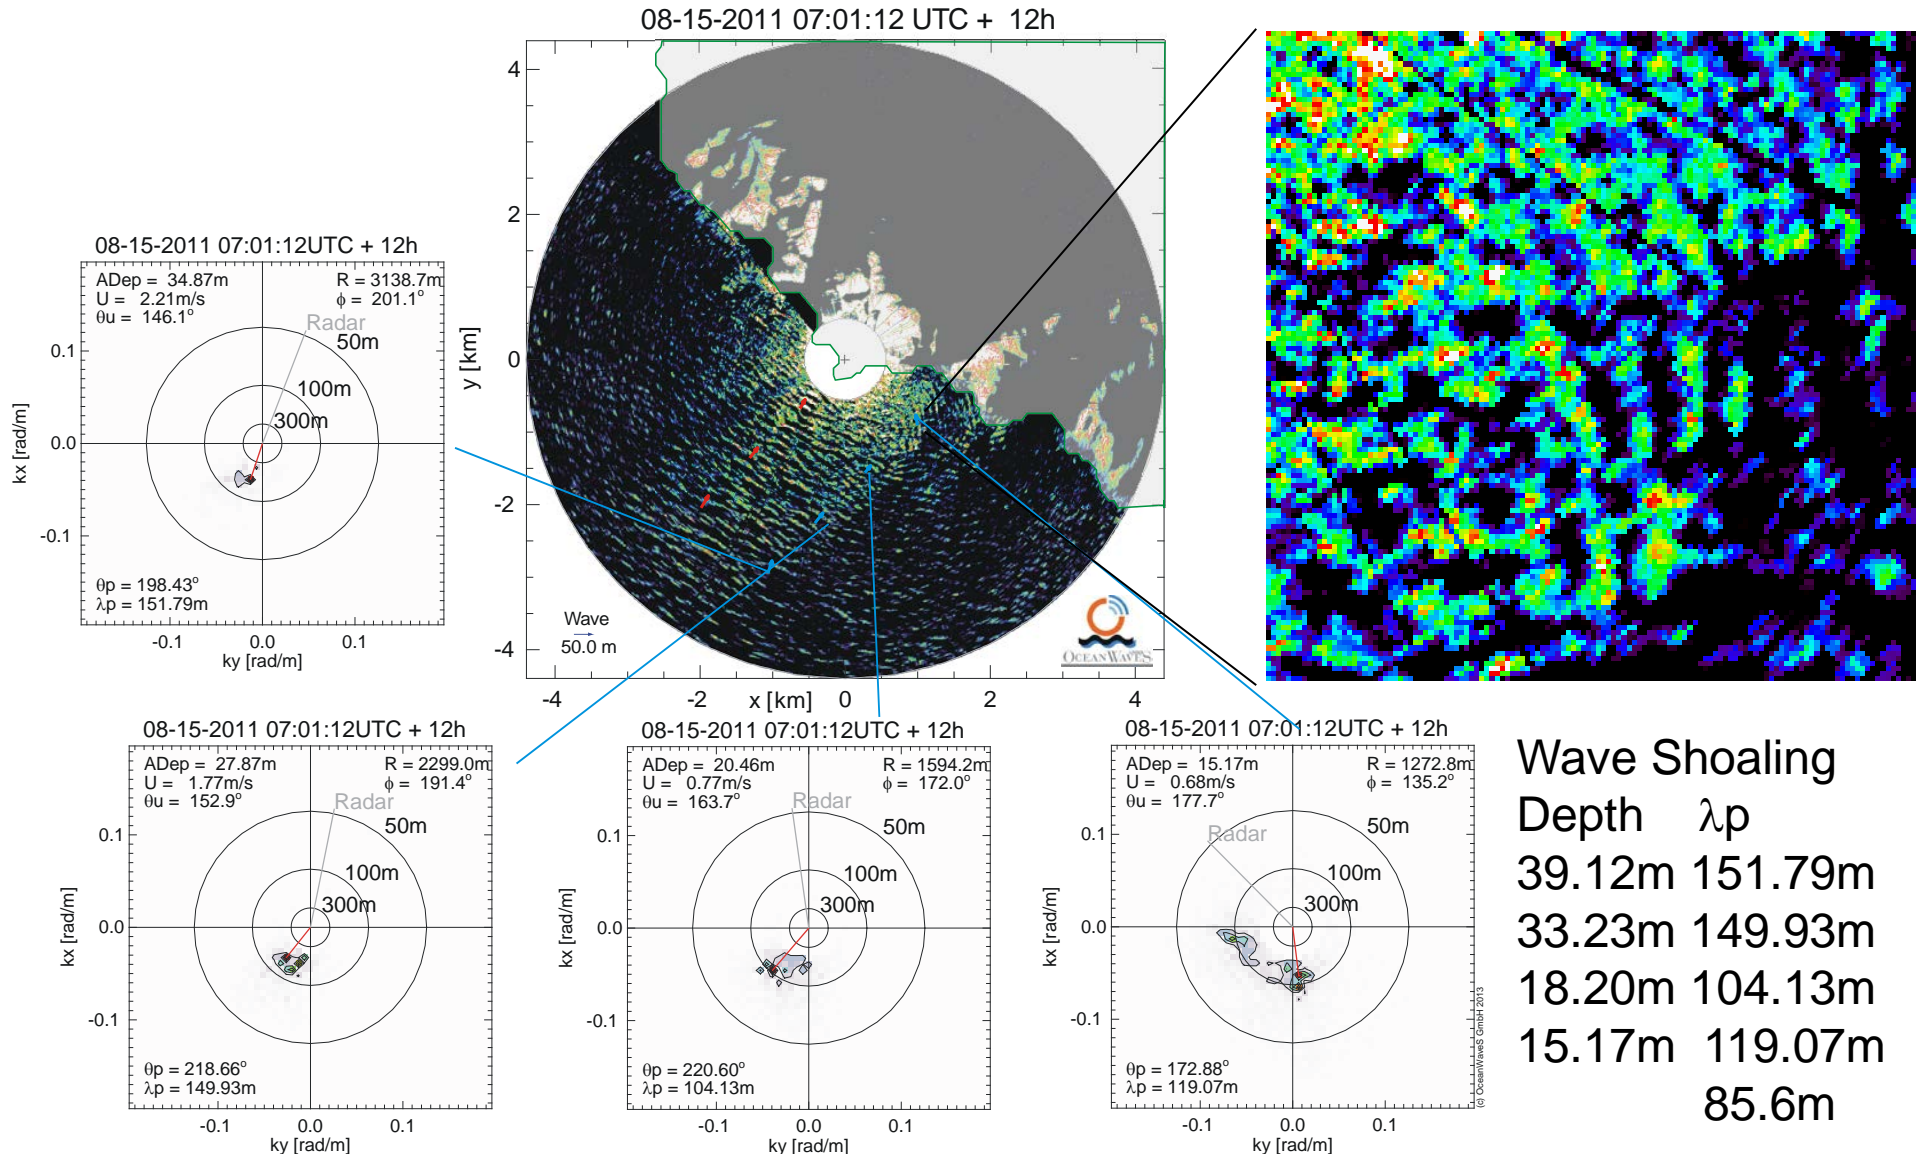 08-15-2011 07:01:12 UTC + 12h
4
2
0
-2
-4
y [km]
-4
-2
x [km]
0
2
4
Wave
50.0 m
OCEANWAVES
08-15-2011 07:01:12UTC + 12h
ADep = 34.87m
R = 3138.7m
U = 2.21m/s
ϕ = 201.1°
θu = 146.1°
Radar
50m
100m
300m
0.1
0.0
-0.1
kx [rad/m]
θp = 198.43°
λp = 151.79m
-0.1
0.0
0.1
ky [rad/m]
08-15-2011 07:01:12UTC + 12h
ADep = 27.87m
R = 2299.0m
U = 1.77m/s
ϕ = 191.4°
θu = 152.9°
Radar
50m
100m
300m
0.1
0.0
-0.1
kx [rad/m]
θp = 218.66°
λp = 149.93m
-0.1
0.0
0.1
ky [rad/m]
08-15-2011 07:01:12UTC + 12h
ADep = 20.46m
R = 1594.2m
U = 0.77m/s
ϕ = 172.0°
θu = 163.7°
Radar
50m
100m
300m
0.1
0.0
-0.1
kx [rad/m]
θp = 220.60°
λp = 104.13m
-0.1
0.0
0.1
ky [rad/m]
08-15-2011 07:01:12UTC + 12h
ADep = 15.17m
R = 1272.8m
U = 0.68m/s
ϕ = 135.2°
θu = 177.7°
Radar
50m
100m
300m
0.1
0.0
-0.1
kx [rad/m]
θp = 172.88°
λp = 119.07m
-0.1
0.0
0.1
ky [rad/m]
(c) OceanWaveS GmbH 2013
Wave Shoaling
Depth λp
39.12m 151.79m
33.23m 149.93m
18.20m 104.13m
15.17m 119.07m
85.6m